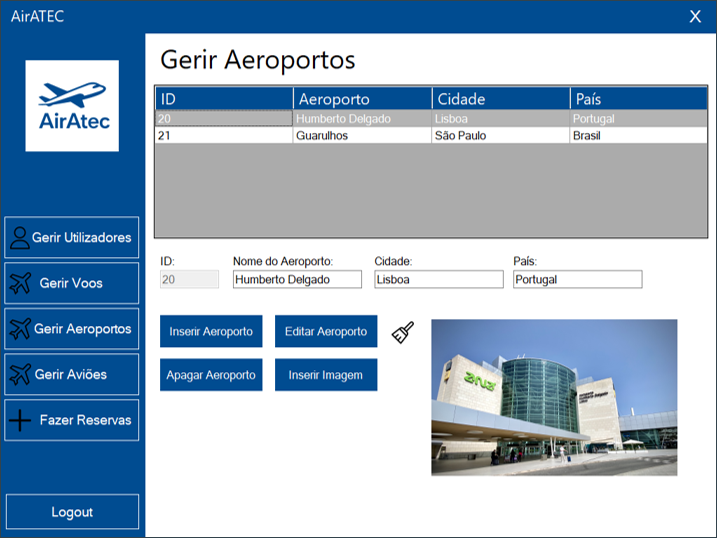 AirATEC X
Gerir Aeroportos
AirAtec
ID Aeroporto Cidade País
20 Humberto Delgado Lisboa Portugal
21 Guarulhos São Paulo Brasil
Gerir Utilizadores
Gerir Voos
Gerir Aeroportos
Gerir Aviões
Fazer Reservas
Logout
ID: Nome do Aeroporto: Cidade: País:
20 Humberto Delgado Lisboa Portugal
Inserir Aeroporto Editar Aeroporto
Apagar Aeroporto Inserir Imagem